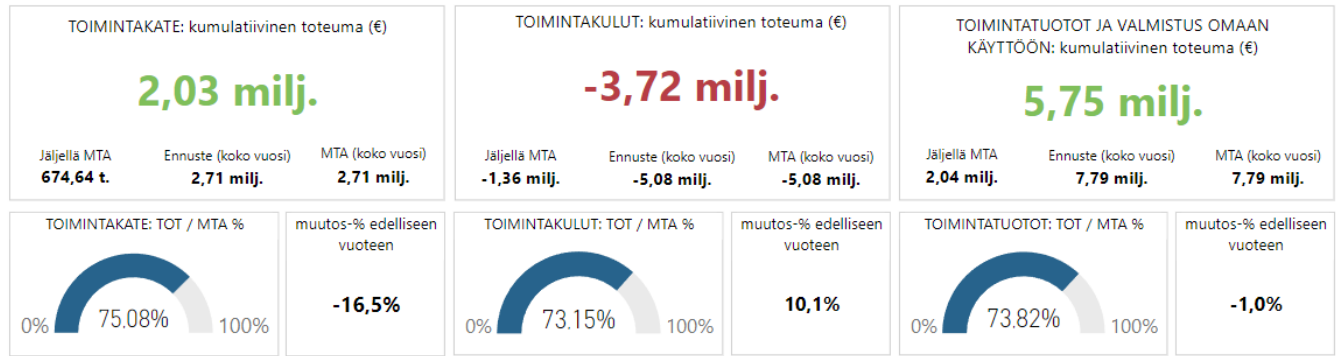 TOIMINTAKATE: kumulatiivinen toteuma (€)
2,03 milj.
Jäljellä MTA
674,64 t.
Ennuste (koko vuosi)
2,71 milj.
MTA (koko vuosi)
2,71 milj.
TOIMINTAKULUT: kumulatiivinen toteuma (€)
-3,72 milj.
Jäljellä MTA
-1,36 milj.
Ennuste (koko vuosi)
-5,08 milj.
MTA (koko vuosi)
-5,08 milj.
TOIMINTATUOTOT JA VALMISTUS OMAAN
KÄYTTÖÖN: kumulatiivinen toteuma (€)
5,75 milj.
Jäljellä MTA
2,04 milj.
Ennuste (koko vuosi)
7,79 milj.
MTA (koko vuosi)
7,79 milj.
TOIMINTAKATE: TOT / MTA %
0%
75.08%
100%
muutos-% edelliseen
vuoteen
-16,5%
TOIMINTAKULUT: TOT / MTA %
0%
73.15%
100%
muutos-% edelliseen
vuoteen
10,1%
TOIMINTATUOTOT: TOT / MTA %
0%
73.82%
100%
muutos-% edelliseen
vuoteen
-1,0%